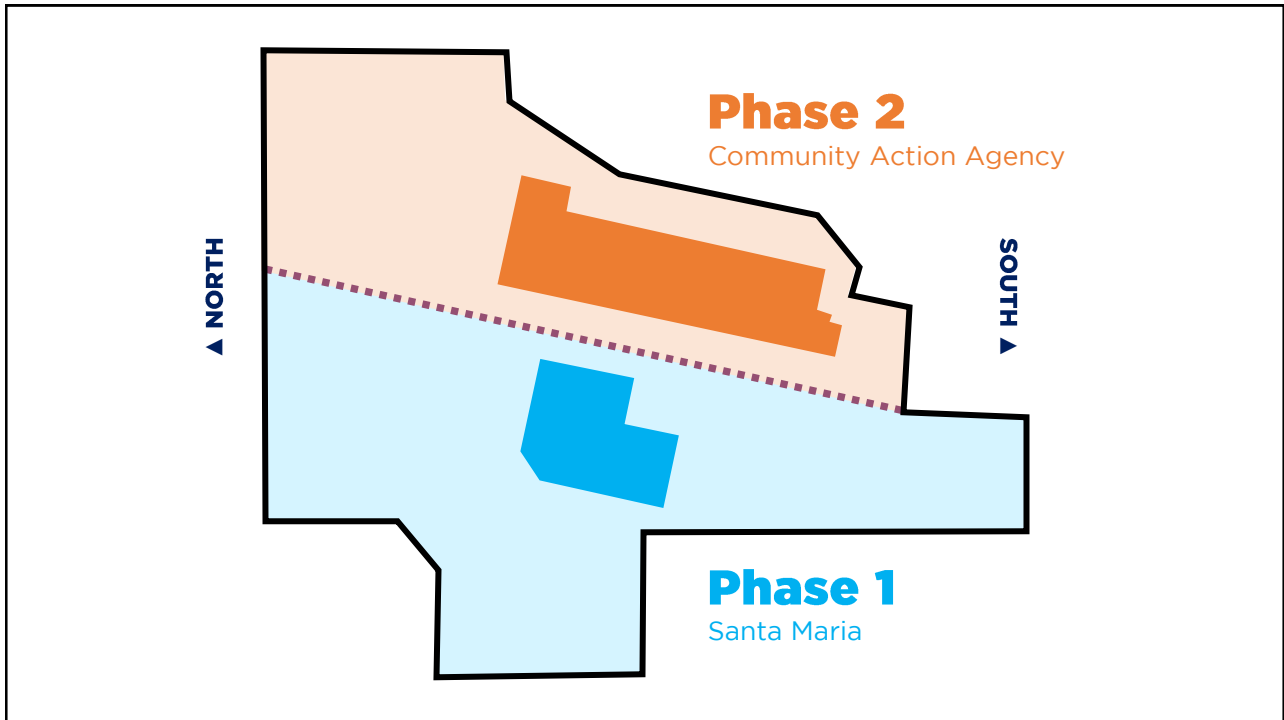 Phase 2
Community Action Agency
▲ NORTH
SOUTH ▼
Phase 1
Santa Maria